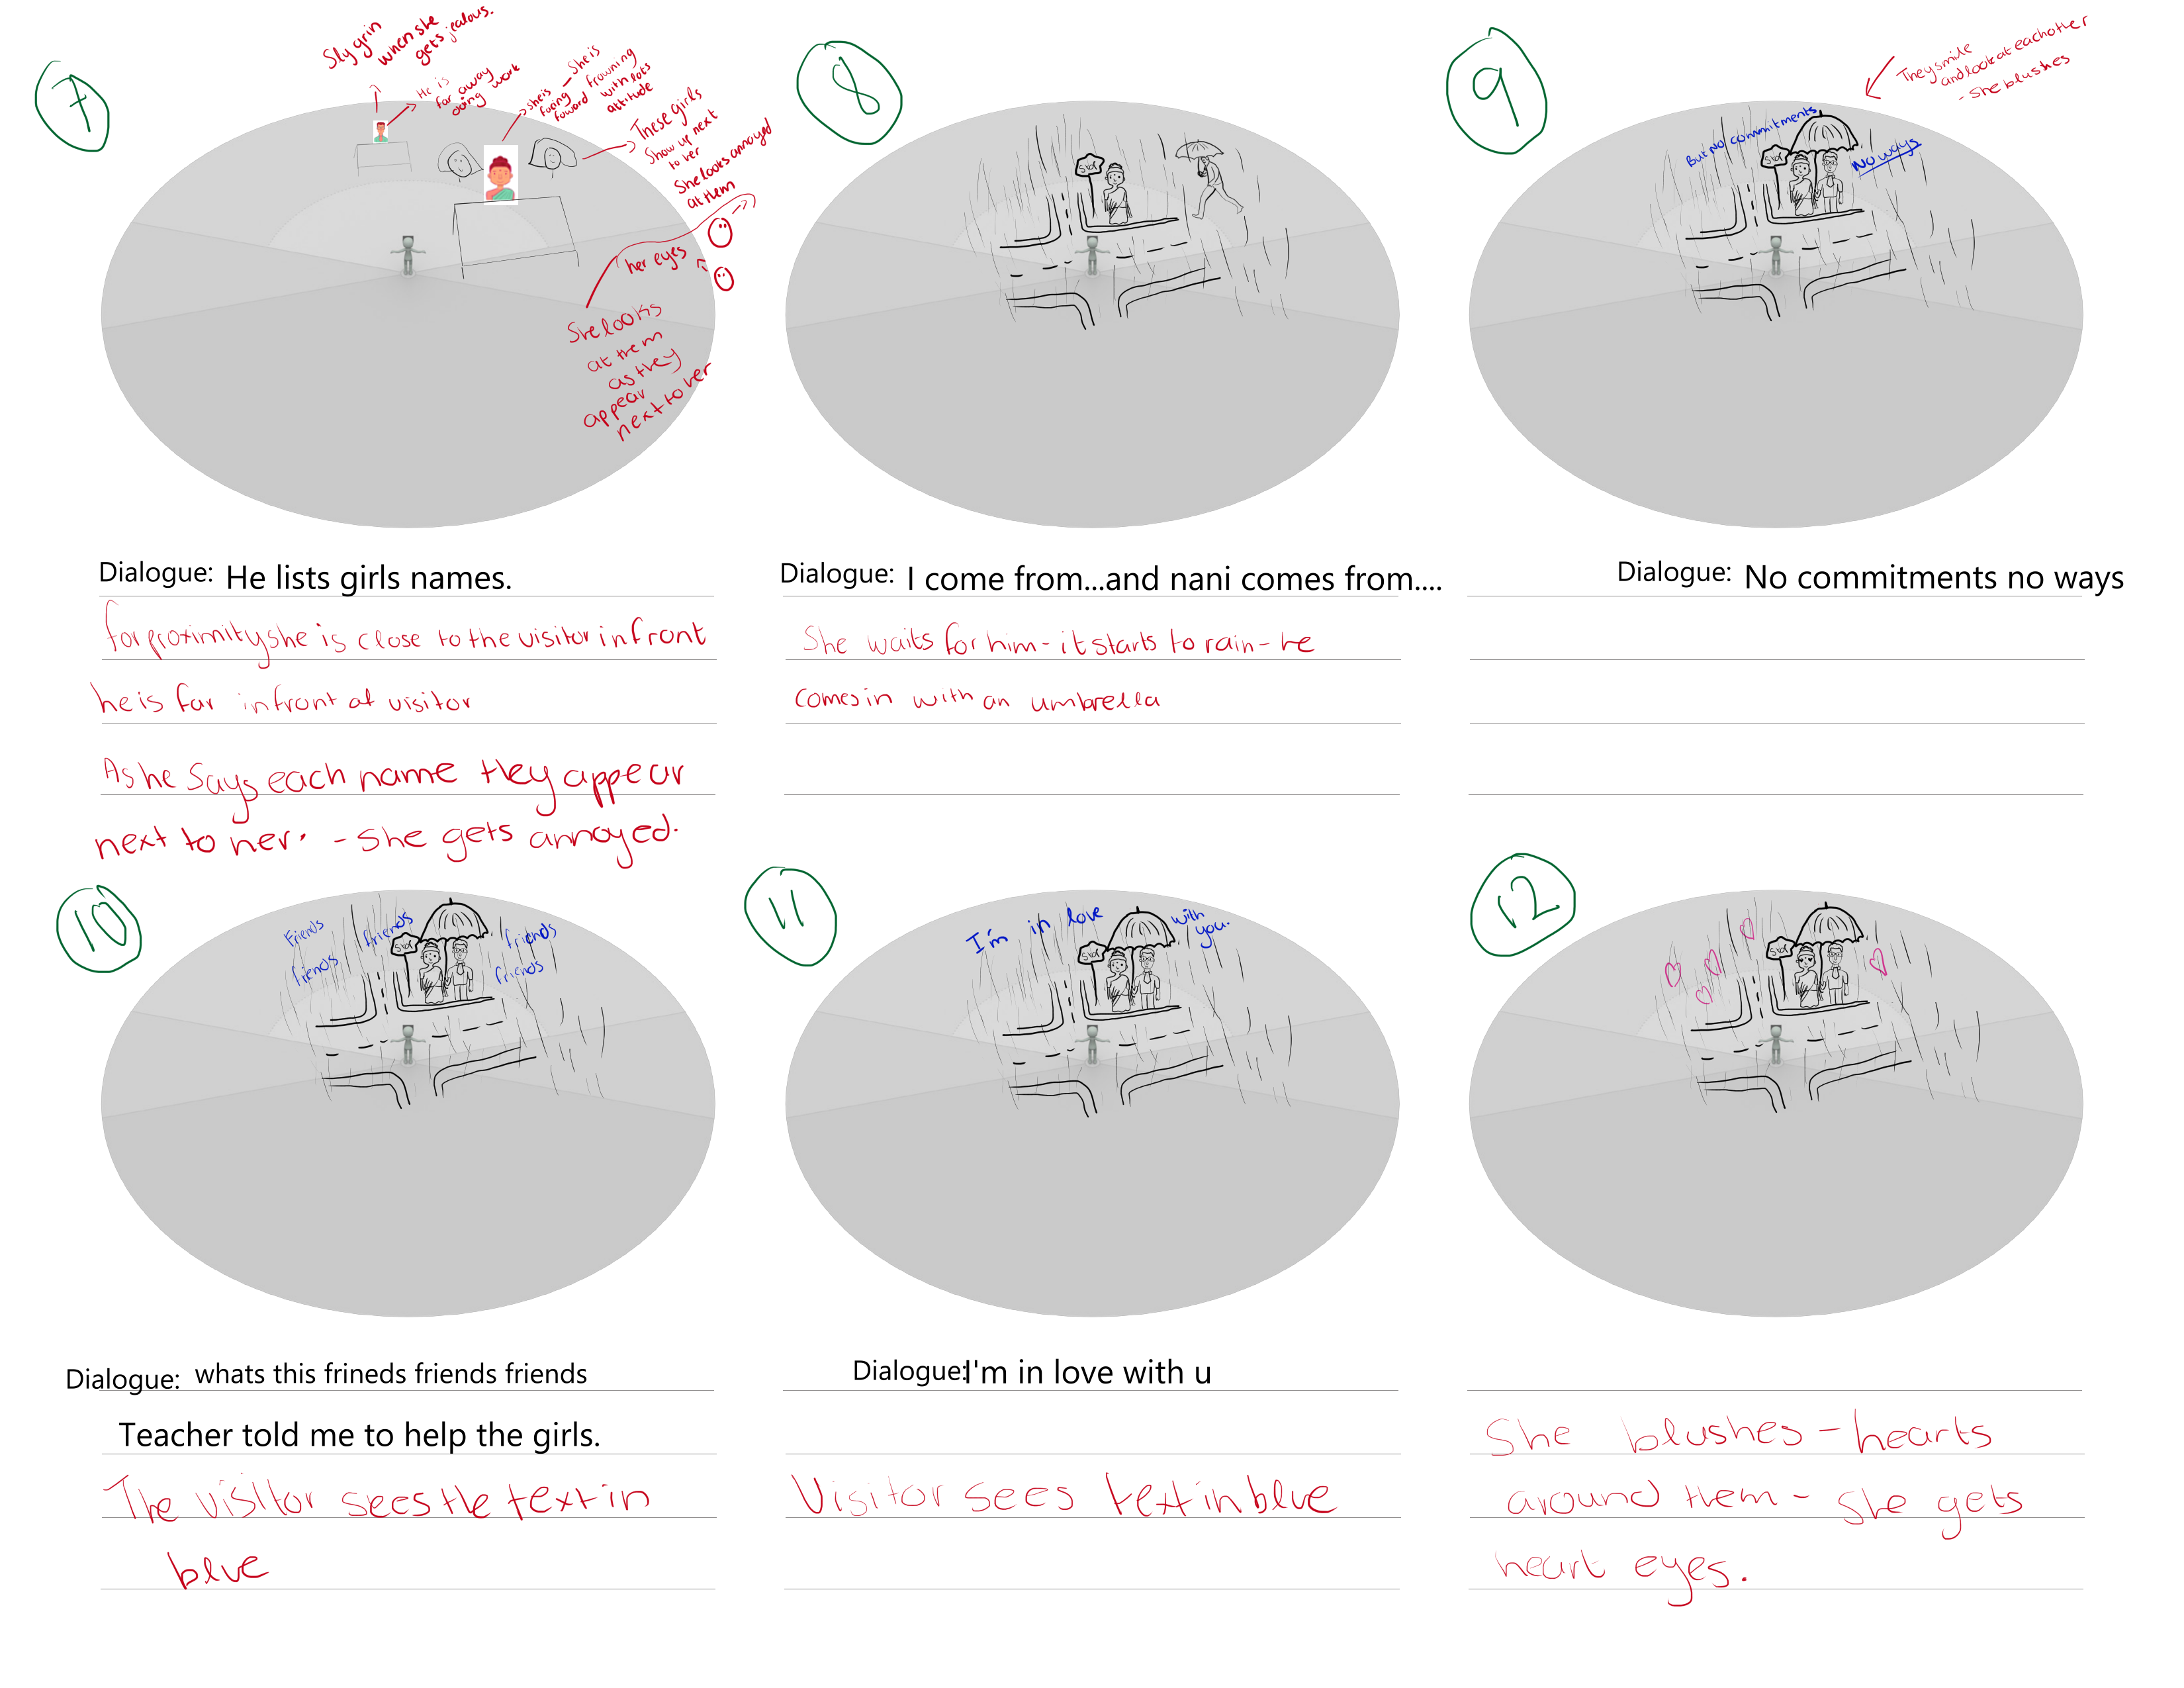 7
Sly grin
when she
gets jealous.
He is
far away
doing work
She is
facing
foward
- She is
frowning
with lots
attitude
These girls
Show up next
to her
She looks annoyed
at them
her eyes
She looks
at them
as they
appear
next to her
Dialogue: He lists girls names.
for proximity she is close to the visitor in front
he is far infront of visitor
As he Says each name they appear
next to her. - She gets annoyed.
8
Stop
Dialogue: I come from...and nani comes from....
She waits for him - it starts to rain - he
comes in with an umbrella
9
They smile
and look at each other
- She blushes
But No commitments
No ways
Stop
Dialogue: No commitments no ways
10
Friends
friends
friends
friends
friends
Stop
Dialogue: whats this frineds friends friends
Teacher told me to help the girls.
The visitor sees the text in
blue
11
I'm in love with
you.
Stop
Dialogue:I'm in love with u
Visitor sees text in blue
12
Stop
She blushes - hearts
around them - she gets
heart eyes.